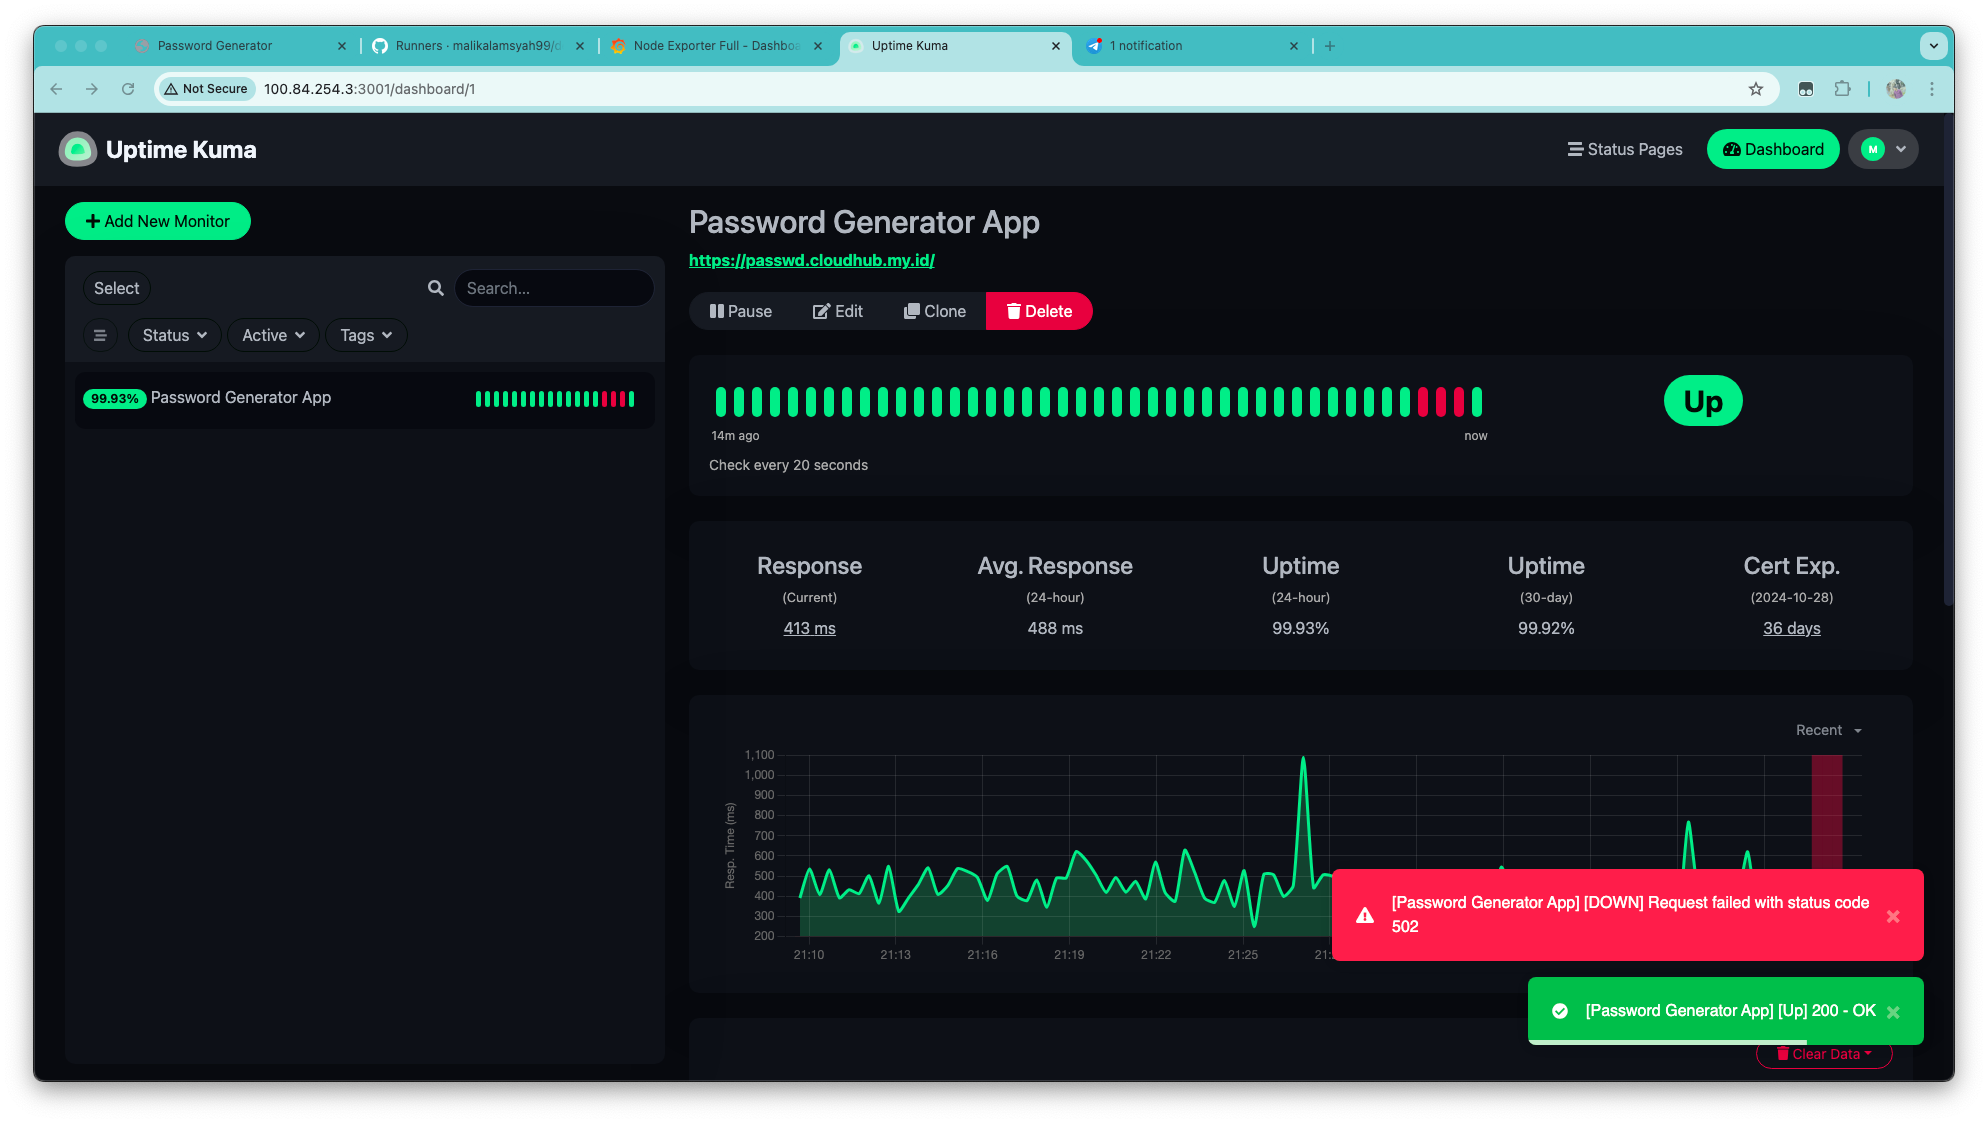 Password Generator
Runners · malikalamsyah99/d
Node Exporter Full - Dashboa
Uptime Kuma
1 notification
Not Secure
100.84.254.3:3001/dashboard/1
Uptime Kuma
Status Pages
Dashboard
M
Add New Monitor
Select
Search...
Status
Active
Tags
99.93%
Password Generator App
Password Generator App
https://passwd.cloudhub.my.id/
Pause
Edit
Clone
Delete
14m ago
now
Check every 20 seconds
Up
Response
(Current)
413 ms
Avg. Response
(24-hour)
488 ms
Uptime
(24-hour)
99.93%
Uptime
(30-day)
99.92%
Cert Exp.
(2024-10-28)
36 days
Recent
Resp. Time (ms)
1,100
1,000
900
800
700
600
500
400
300
200
21:10
21:13
21:16
21:19
21:22
21:25
[Password Generator App] [DOWN] Request failed with status code
502
[Password Generator App] [Up] 200 - OK
Clear Data